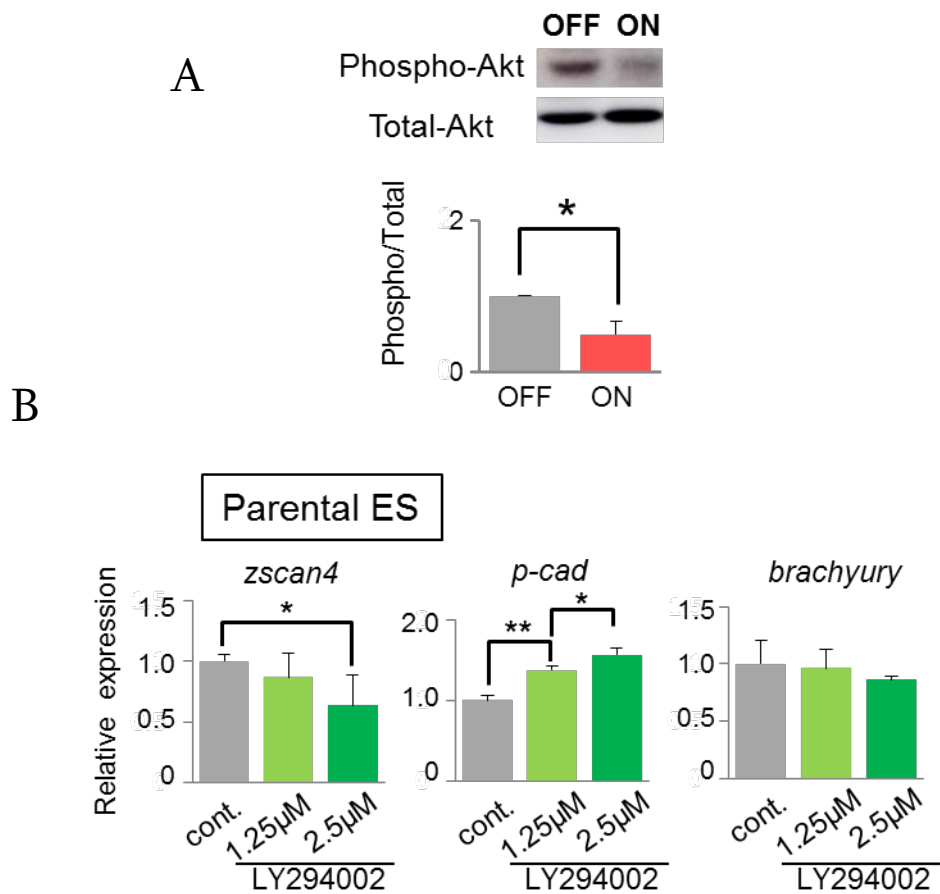 A
OFF ON
Phospho-Akt
Total-Akt
Phospho/Total
2
*
0
OFF ON
B
Parental ES
zscan4 p-cad brachyury
Relative expression
1.5
1.0
0.5
0
*
cont. 1.25µM 2.5µM
LY294002
2.0
1.0
0
** *
cont. 1.25µM 2.5µM
LY294002
1.5
1.0
0.5
0
cont. 1.25µM 2.5µM
LY294002